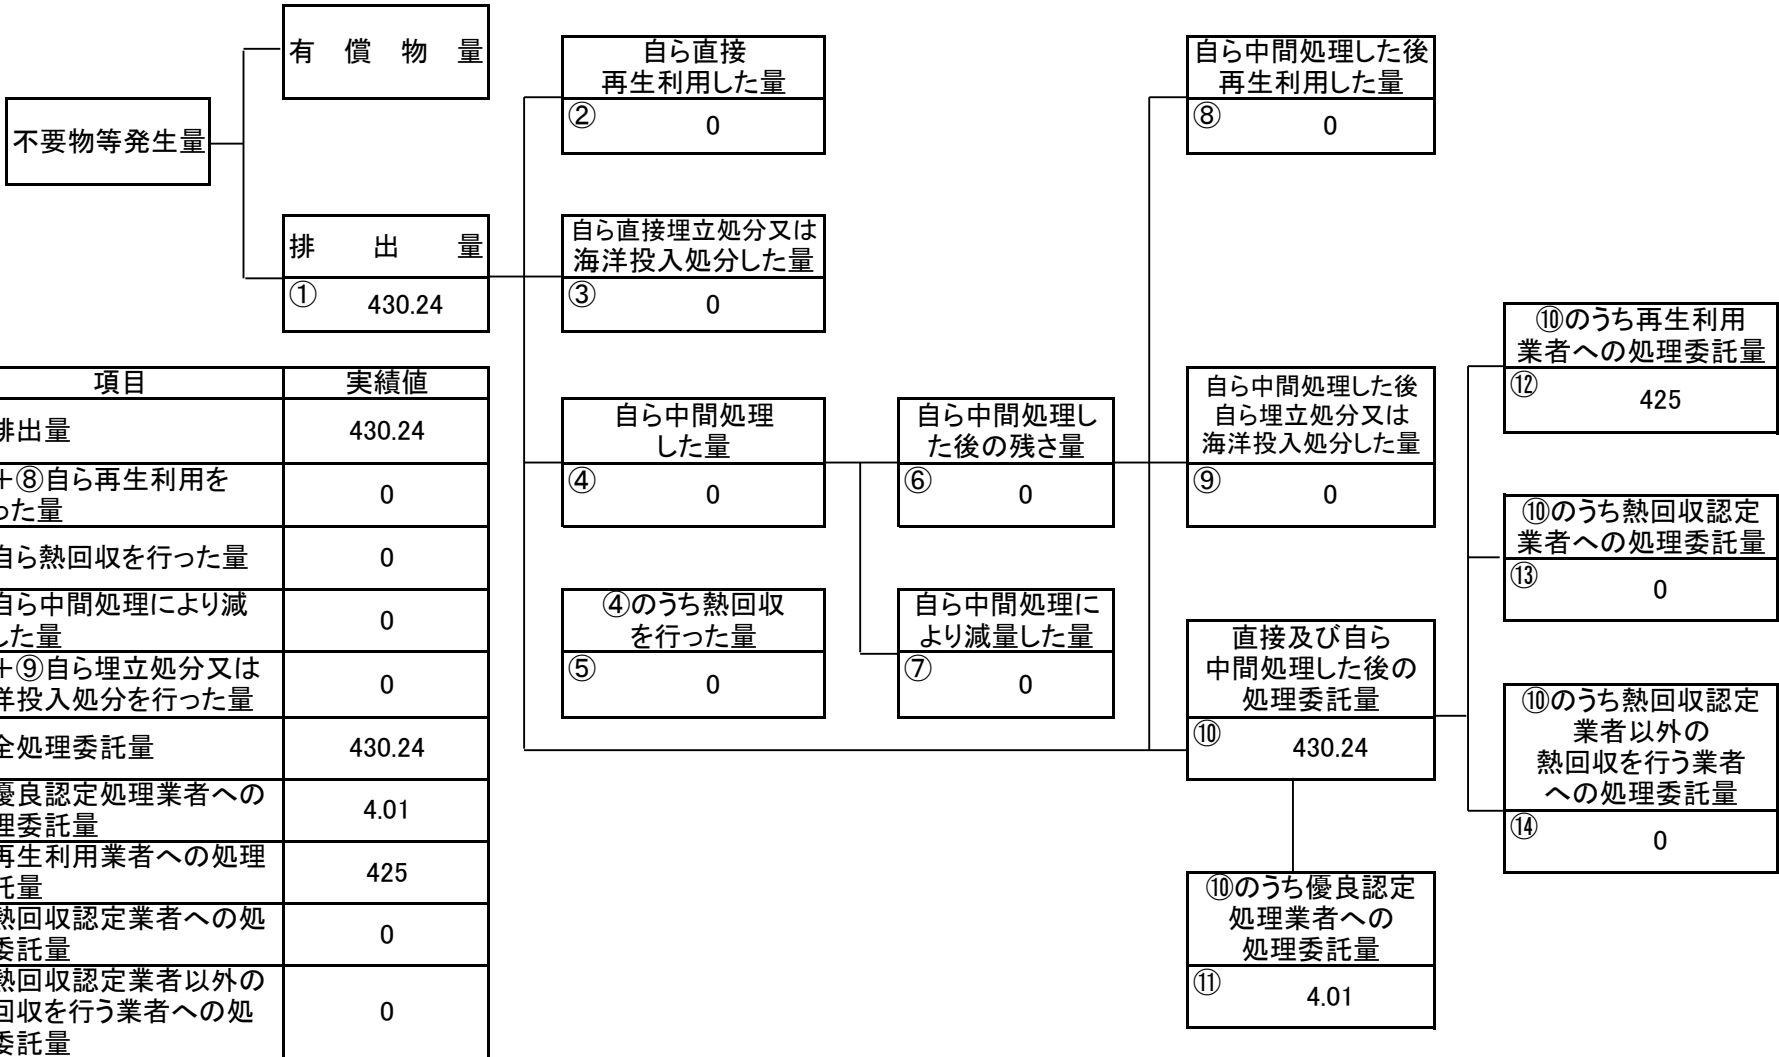 有償物量
不要物等発生量
排出量
① 430.24
自ら直接
再生利用した量
② 0
自ら直接埋立処分又は
海洋投入処分した量
③ 0
自ら中間処理
した量
④ 0
④のうち熱回収
を行った量
⑤ 0
自ら中間処理し
た後の残さ量
⑥ 0
自ら中間処理に
より減量した量
⑦ 0
自ら中間処理した後
再生利用した量
⑧ 0
自ら中間処理した後
自ら埋立処分又は
海洋投入処分した量
⑨ 0
直接及び自ら
中間処理した後の
処理委託量
⑩ 430.24
⑩のうち優良認定
処理業者への
処理委託量
⑪ 4.01
⑩のうち再生利用
業者への処理委託量
⑫ 425
⑩のうち熱回収認定
業者への処理委託量
⑬ 0
⑩のうち熱回収認定
業者以外の
熱回収を行う業者
への処理委託量
⑭ 0
項目 実績値
排出量 430.24
+⑧自ら再生利用を
った量 0
自ら熱回収を行った量 0
自ら中間処理により減
した量 0
+⑨自ら埋立処分又は
洋投入処分を行った量 0
全処理委託量 430.24
優良認定処理業者への
理委託量 4.01
再生利用業者への処理
託量 425
熱回収認定業者への処
委託量 0
熱回収認定業者以外の
回収を行う業者への処
委託量 0